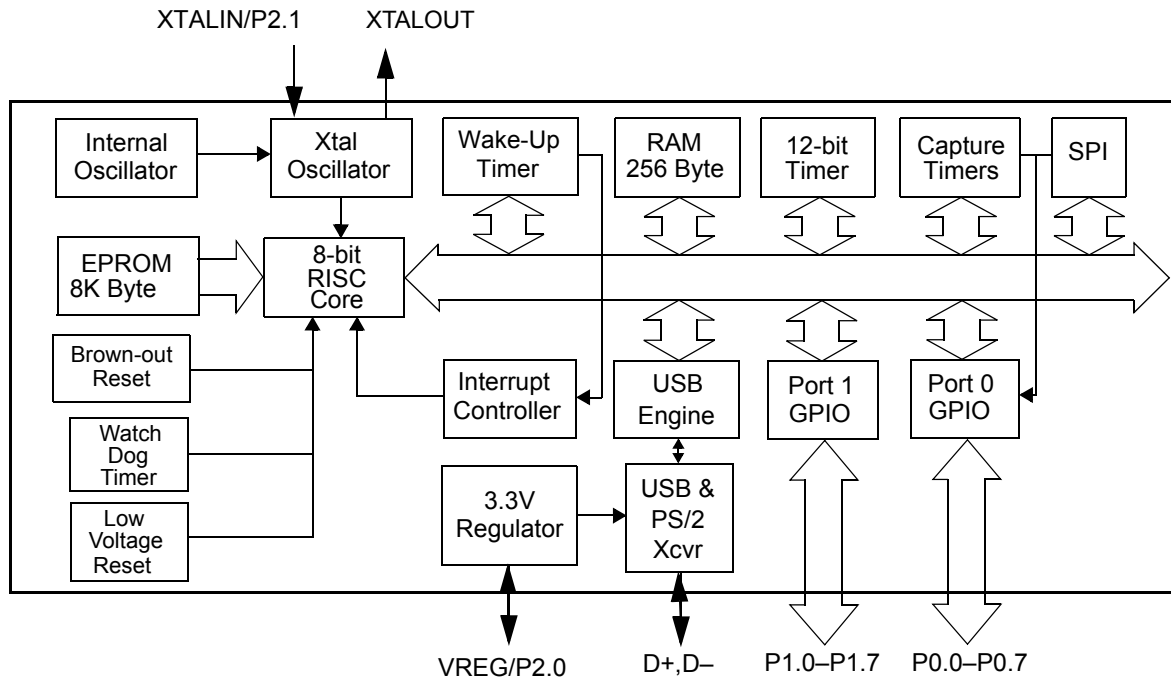 XTALIN/P2.1
XTALOUT
Internal
Oscillator
Xtal
Oscillator
Wake-Up
Timer
RAM
256 Byte
12-bit
Timer
Capture
Timers
SPI
EPROM
8K Byte
8-bit
RISC
Core
Brown-out
Reset
Interrupt
Controller
USB
Engine
Port 1
GPIO
Port 0
GPIO
Watch
Dog
Timer
Low
Voltage
Reset
3.3V
Regulator
USB &
PS/2
Xcvr
VREG/P2.0
D+,D–
P1.0–P1.7
P0.0–P0.7